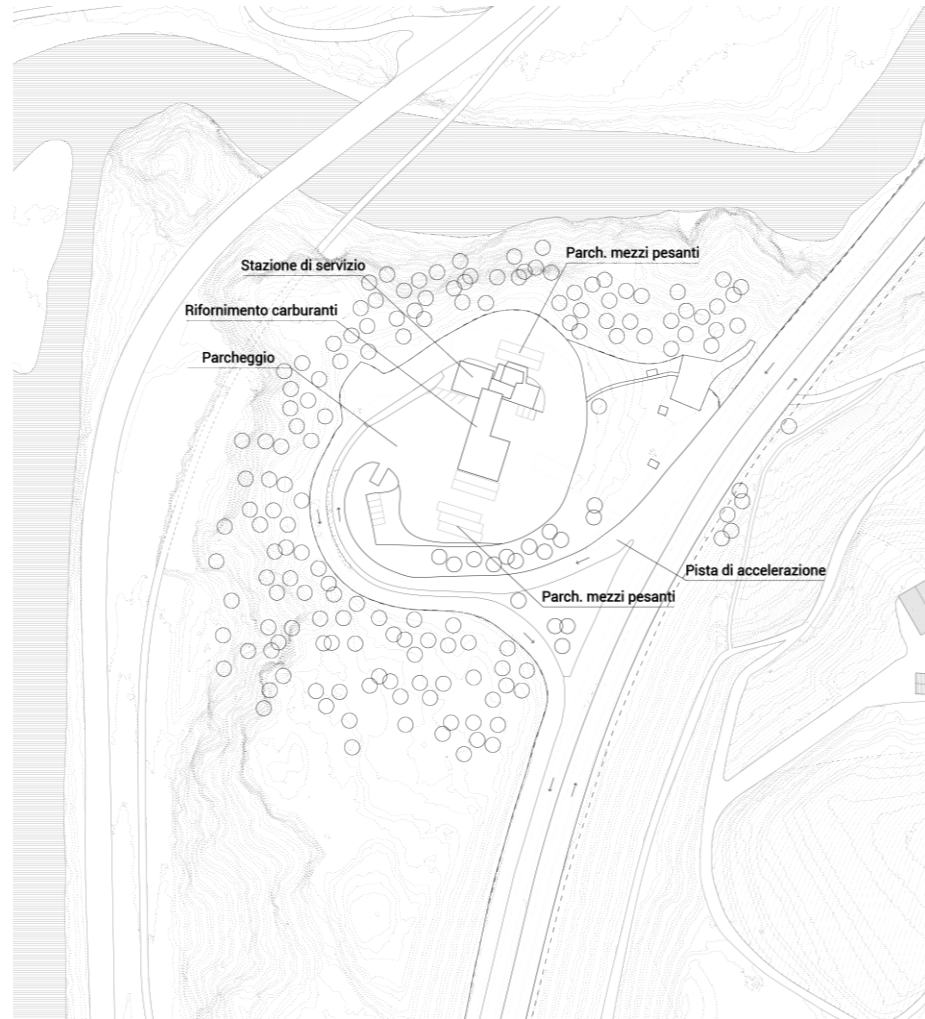 Parch. mezzi pesanti
Stazione di servizio
Rifornimento carburanti
Parcheggio
Pista di accelerazione
Parch. mezzi pesanti